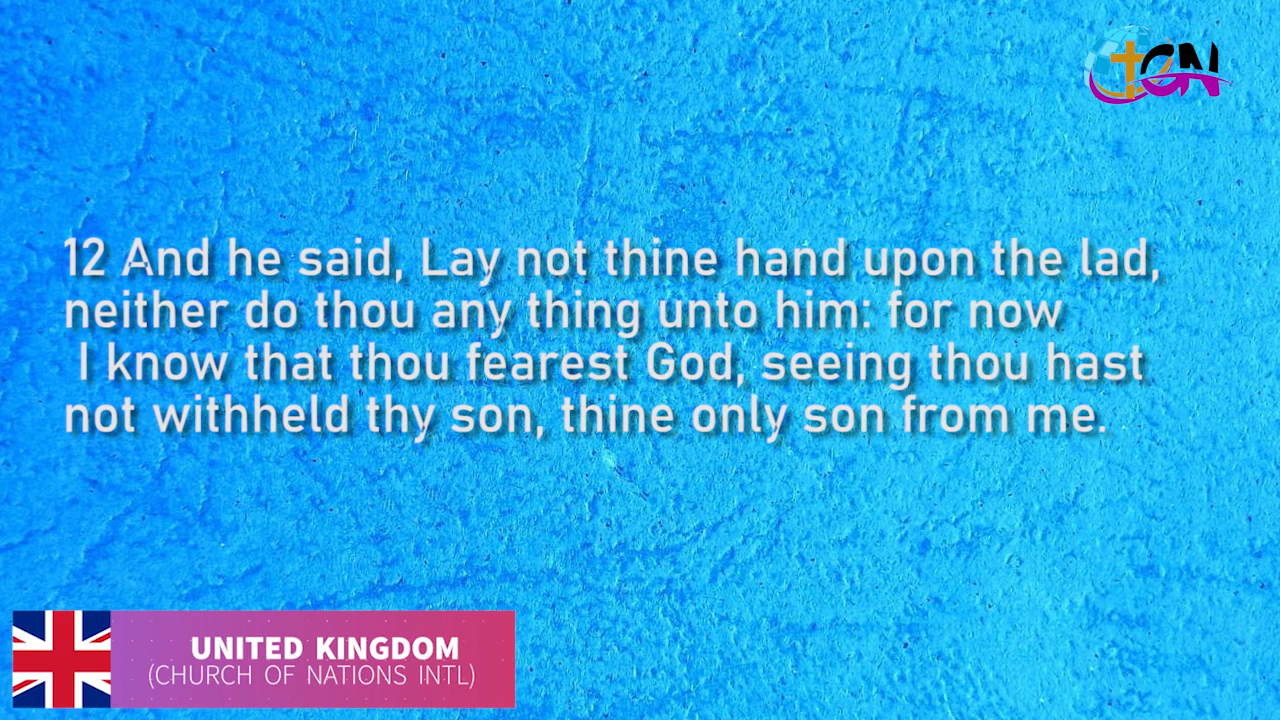 GN
12 And he said, Lay not thine hand upon the lad,
neither do thou any thing unto him: for now
I know that thou fearest God, seeing thou hast
not withheld thy son, thine only son from me.
UNITED KINGDOM
(CHURCH OF NATIONS INTL)